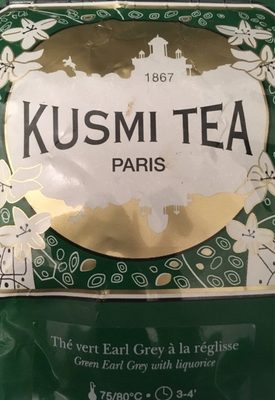 1867
KUSMI TEA
PARIS
Thé vert Earl Grey à la réglisse
Green Earl Grey with liquorice
75/80°C • 3-4'